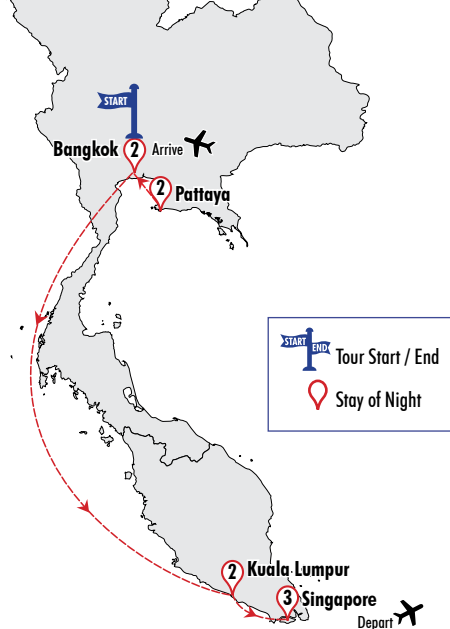 START
Bangkok 2 Arrive
2 Pattaya
START END Tour Start / End
Stay of Night
2 Kuala Lumpur
3 Singapore
Depart